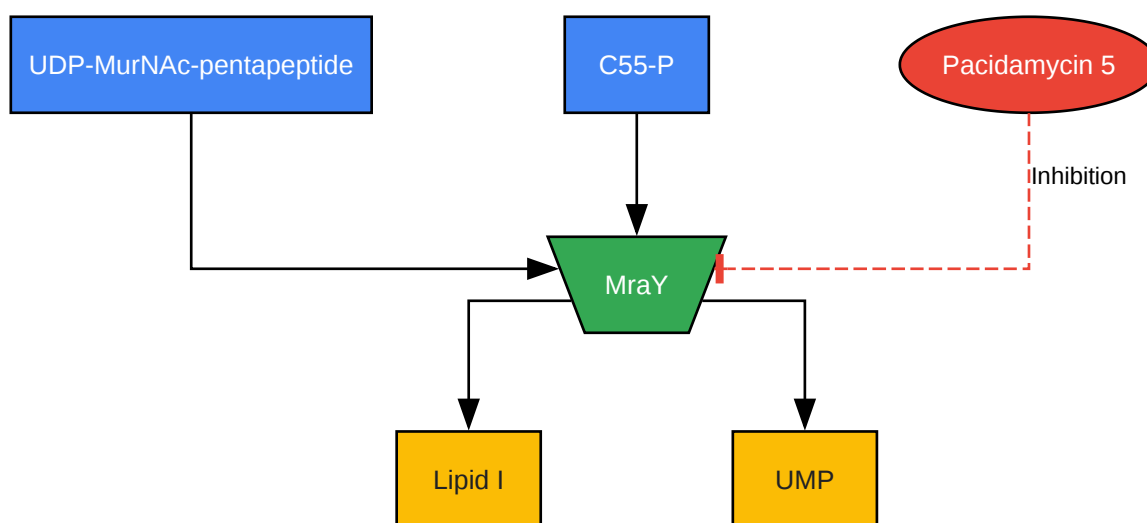 UDP-MurNAc-pentapeptide
C55-P
Pacidamycin 5
Inhibition
MraY
Lipid I
UMP